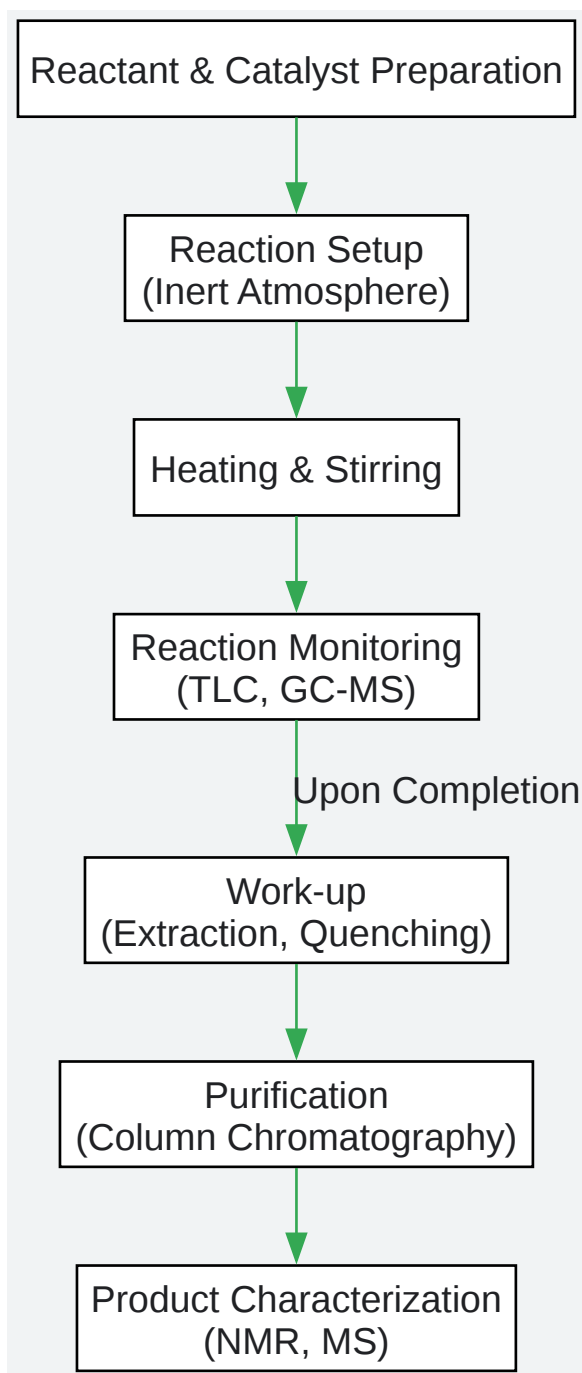 Reactant & Catalyst Preparation
Reaction Setup
(Inert Atmosphere)
Heating & Stirring
Reaction Monitoring
(TLC, GC-MS)
Upon Completion
Work-up
(Extraction, Quenching)
Purification
(Column Chromatography)
Product Characterization
(NMR, MS)